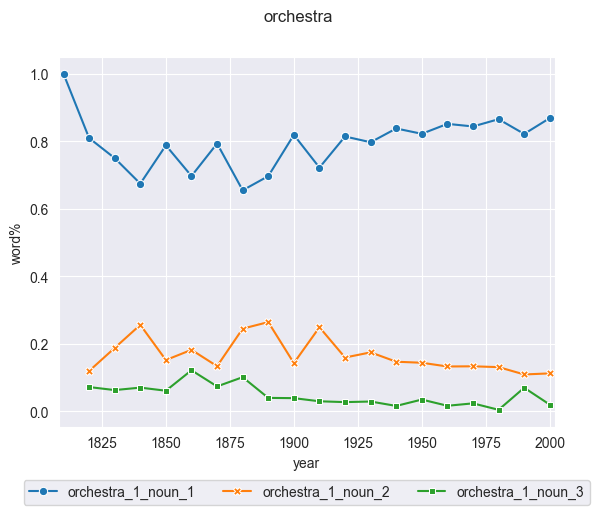 orchestra
1.0
0.8
0.6
0.4
0.2
0.0
word%
1825 1850 1875 1900 1925 1950 1975 2000
year
orchestra_1_noun_1 orchestra_1_noun_2 orchestra_1_noun_3